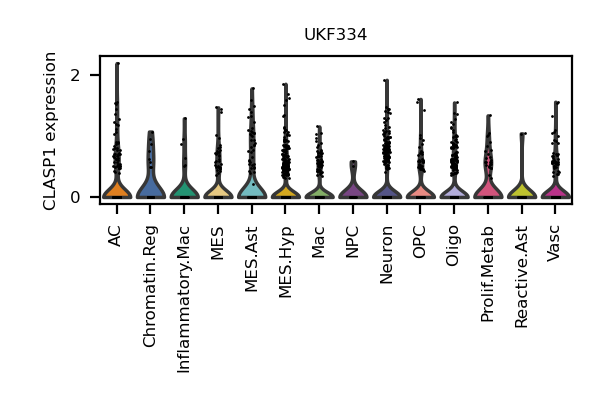 UKF334
CLASP1 expression
2
0
AC
Chromatin.Reg
Inflammatory.Mac
MES
MES.Ast
MES.Hyp
Mac
NPC
Neuron
OPC
Oligo
Prolif.Metab
Reactive.Ast
Vasc